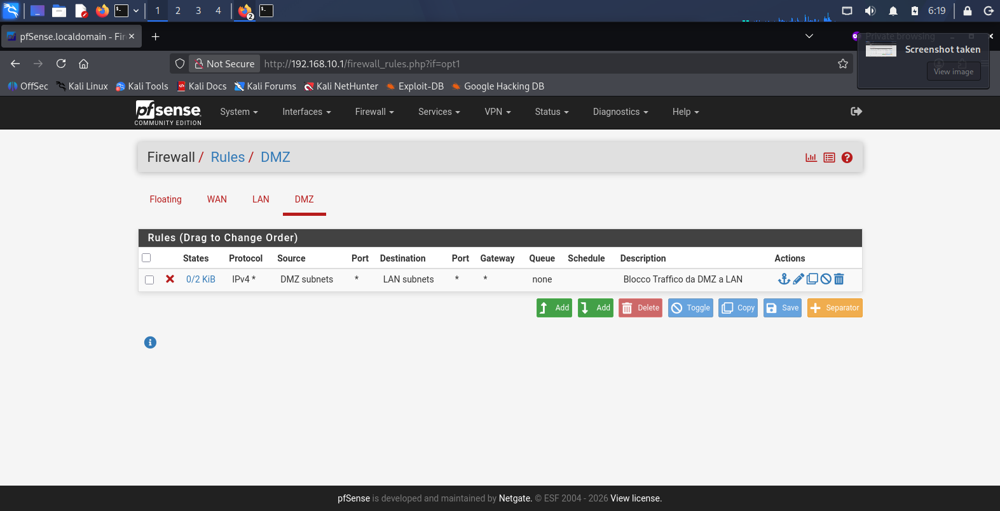 1 2 3 4 2 6:19
pfSense.localdomain - Fir
Private browsing
Screenshot taken
View image
Not Secure http://192.168.10.1/firewall_rules.php?if=opt1
OffSec Kali Linux Kali Tools Kali Docs Kali Forums Kali NetHunter Exploit-DB Google Hacking DB
pfsense
COMMUNITY EDITION
System Interfaces Firewall Services VPN Status Diagnostics Help
Firewall / Rules / DMZ
Floating WAN LAN DMZ
Rules (Drag to Change Order)
States Protocol Source Port Destination Port Gateway Queue Schedule Description Actions
0/2 KiB IPv4 * DMZ subnets * LAN subnets * * none Blocco Traffico da DMZ a LAN
Add Add Delete Toggle Copy Save Separator
pfSense is developed and maintained by Netgate. © ESF 2004 - 2026 View license.